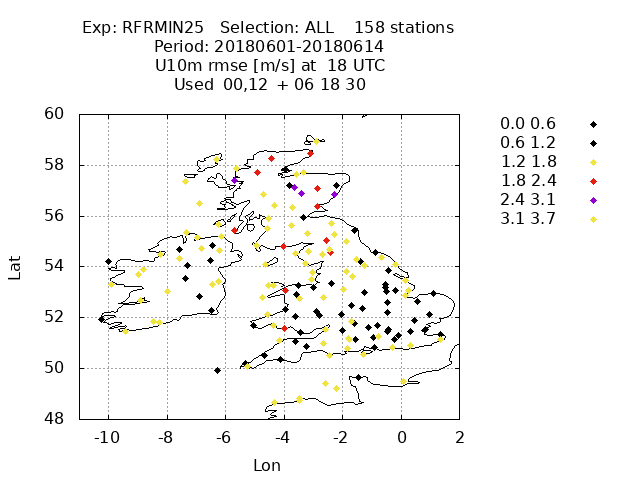 Exp: RFRMIN25 Selection: ALL 158 stations
Period: 20180601-20180614
U10m rmse [m/s] at 18 UTC
Used 00,12 + 06 18 30
60
58
56
54
52
50
48
Lat
-10 -8 -6 -4 -2 0 2
Lon
0.0 0.6
0.6 1.2
1.2 1.8
1.8 2.4
2.4 3.1
3.1 3.7